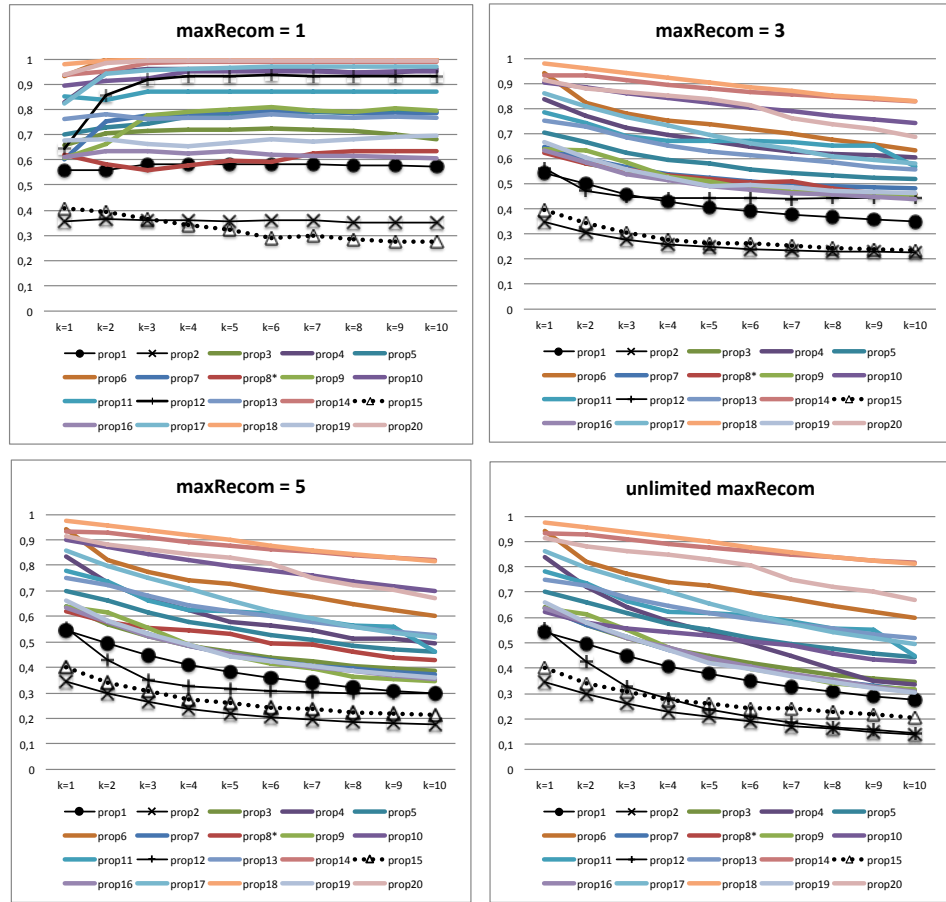 maxRecom = 1
1
0,9
0,8
0,7
0,6
0,5
0,4
0,3
0,2
0,1
0
k=1 k=2 k=3 k=4 k=5 k=6 k=7 k=8 k=9 k=10
prop1 prop2 prop3 prop4 prop5
prop6 prop7 prop8* prop9 prop10
prop11 prop12 prop13 prop14 prop15
prop16 prop17 prop18 prop19 prop20
maxRecom = 3
1
0,9
0,8
0,7
0,6
0,5
0,4
0,3
0,2
0,1
0
k=1 k=2 k=3 k=4 k=5 k=6 k=7 k=8 k=9 k=10
prop1 prop2 prop3 prop4 prop5
prop6 prop7 prop8* prop9 prop10
prop11 prop12 prop13 prop14 prop15
prop16 prop17 prop18 prop19 prop20
maxRecom = 5
1
0,9
0,8
0,7
0,6
0,5
0,4
0,3
0,2
0,1
0
k=1 k=2 k=3 k=4 k=5 k=6 k=7 k=8 k=9 k=10
prop1 prop2 prop3 prop4 prop5
prop6 prop7 prop8* prop9 prop10
prop11 prop12 prop13 prop14 prop15
prop16 prop17 prop18 prop19 prop20
unlimited maxRecom
1
0,9
0,8
0,7
0,6
0,5
0,4
0,3
0,2
0,1
0
k=1 k=2 k=3 k=4 k=5 k=6 k=7 k=8 k=9 k=10
prop1 prop2 prop3 prop4 prop5
prop6 prop7 prop8* prop9 prop10
prop11 prop12 prop13 prop14 prop15
prop16 prop17 prop18 prop19 prop20